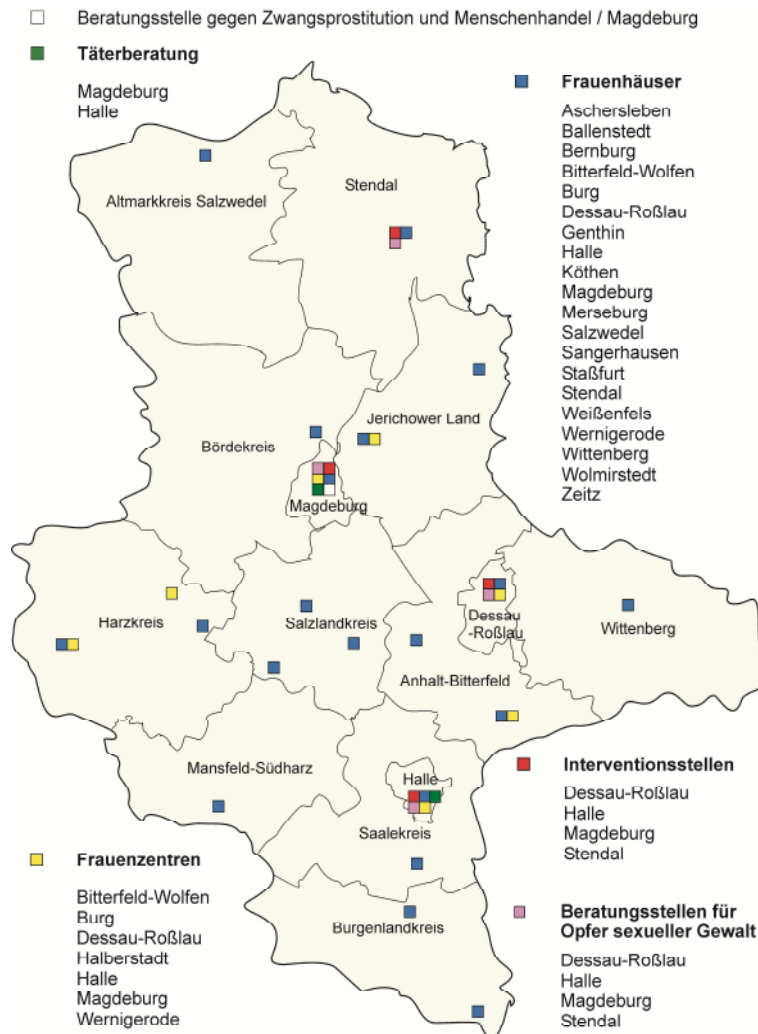 Beratungsstelle gegen Zwangsprostitution und Menschenhandel / Magdeburg
Täterberatung
Magdeburg
Halle
Frauenhäuser
Aschersleben
Ballenstedt
Bernburg
Bitterfeld-Wolfen
Burg
Dessau-Roßlau
Genthin
Halle
Köthen
Magdeburg
Merseburg
Salzwedel
Sangerhausen
Staßfurt
Stendal
Weißenfels
Wernigerode
Wittenberg
Wolmirstedt
Zeitz
Altmarkkreis Salzwedel
Stendal
Jerichower Land
Bördekreis
Magdeburg
Harzkreis
Salzlandkreis
Dessau
-Roßlau
Wittenberg
Anhalt-Bitterfeld
Mansfeld-Südharz
Halle
Saalekreis
Burgenlandkreis
Interventionsstellen
Dessau-Roßlau
Halle
Magdeburg
Stendal
Frauenzentren
Bitterfeld-Wolfen
Burg
Dessau-Roßlau
Halberstadt
Halle
Magdeburg
Wernigerode
Beratungsstellen für
Opfer sexueller Gewalt
Dessau-Roßlau
Halle
Magdeburg
Stendal